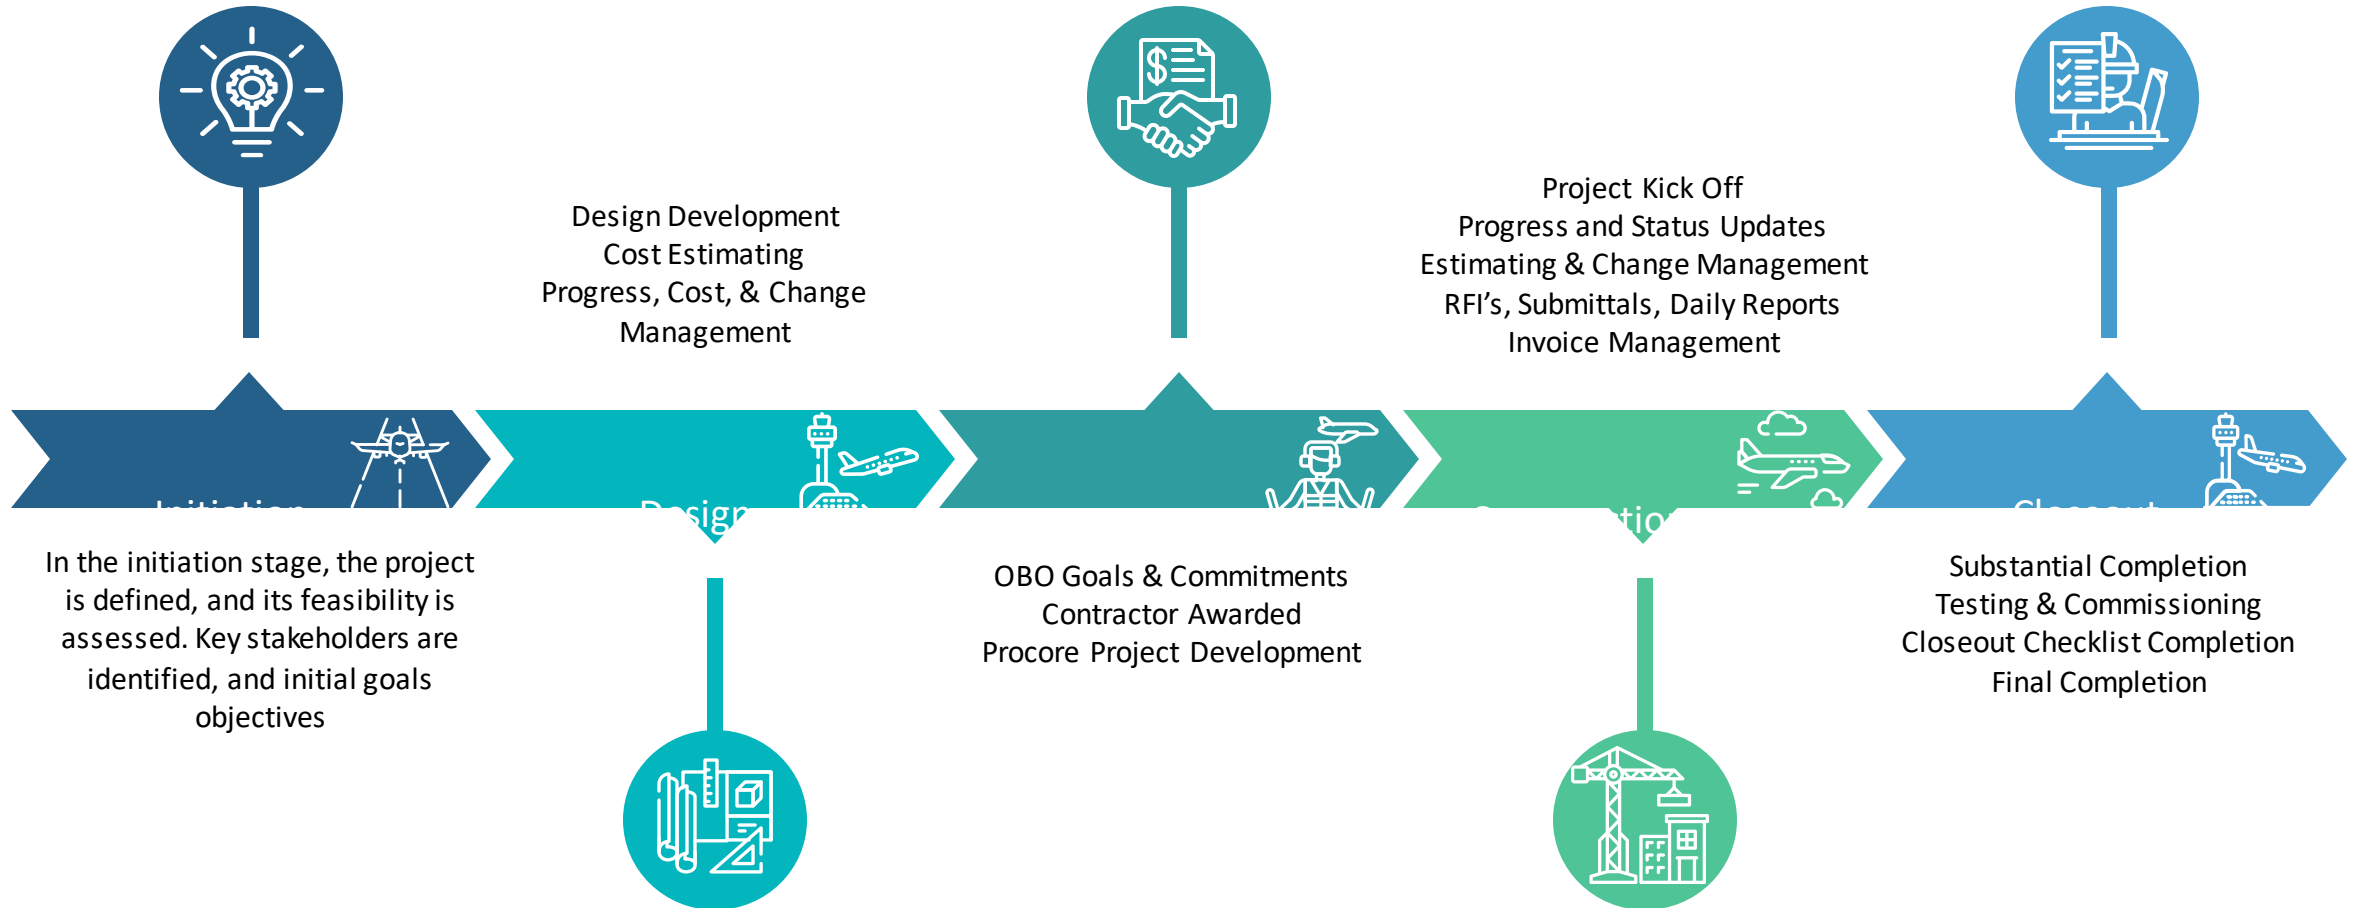 Design Development
Cost Estimating
Progress, Cost, & Change
Management
Project Kick Off
Progress and Status Updates
Estimating & Change Management
RFI’s, Submittals, Daily Reports
Invoice Management
Initiation
Design
Closeout
In the initiation stage, the project
is defined, and its feasibility is
assessed. Key stakeholders are
identified, and initial goals
objectives
OBO Goals & Commitments
Contractor Awarded
Procore Project Development
Substantial Completion
Testing & Commissioning
Closeout Checklist Completion
Final Completion